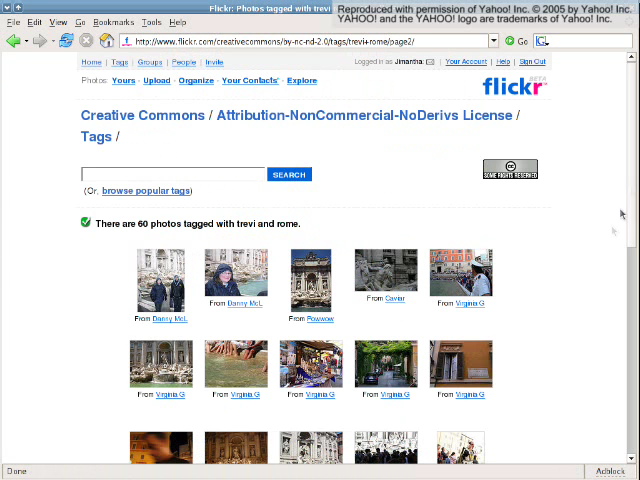 Flickr: Photos tagged with trevi
Reproduced with permission of Yahoo! Inc. © 2005 by Yahoo! Inc.
YAHOO! and the YAHOO! logo are trademarks of Yahoo! Inc.
File Edit View Go Bookmarks Tools Help
http://www.flickr.com/creativecommons/by-nc-nd-2.0/tags/trevi+rome/page2/ Go
Home | Tags | Groups | People | Invite
Logged in as Jimantha: | Your Account | Help | Sign Out
Photos: Yours - Upload - Organize - Your Contacts' - Explore
flickr BETA
Creative Commons / Attribution-NonCommercial-NoDerivs License /
Tags /
SEARCH
cc
SOME RIGHTS RESERVED
(Or, browse popular tags)
There are 60 photos tagged with trevi and rome.
From Danny McL
From Danny McL
From Powwow
From Caviar
From Virginia G
From Virginia G
From Virginia G
From Virginia G
From Virginia G
From Virginia G
Done
Adblock